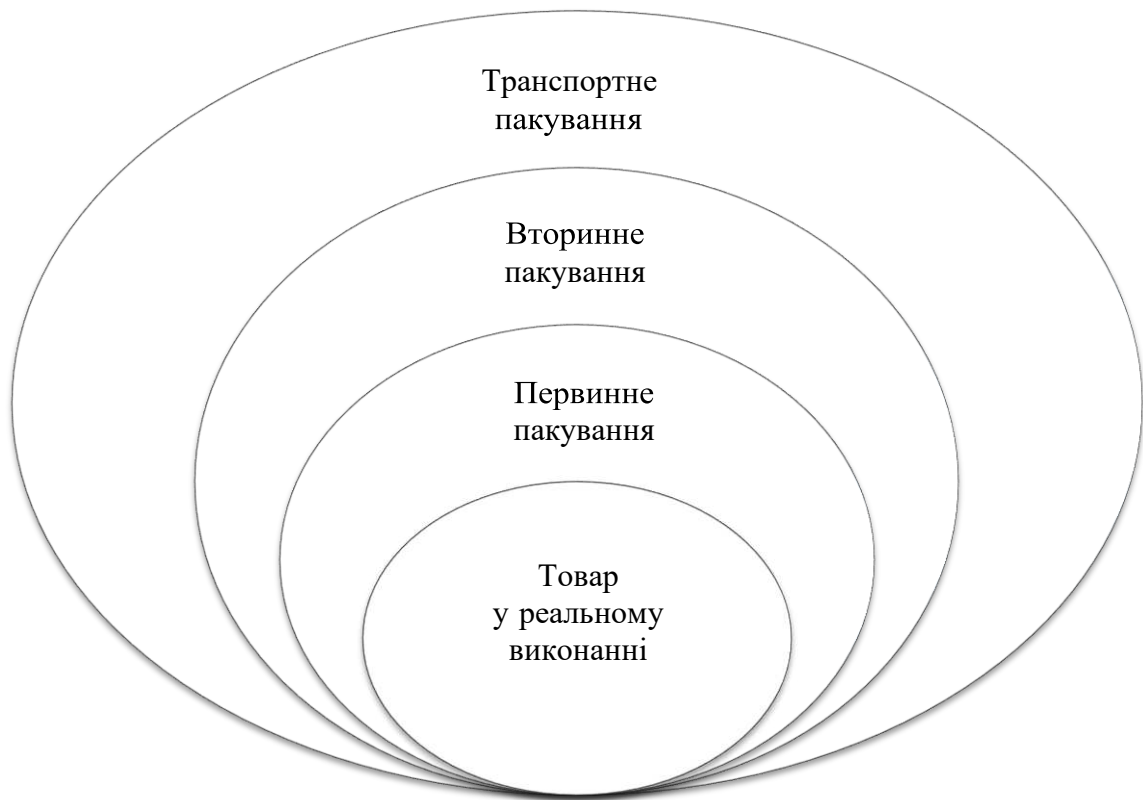 Транспортне
пакування
Вторинне
пакування
Первинне
пакування
Товар
у реальному
виконанні